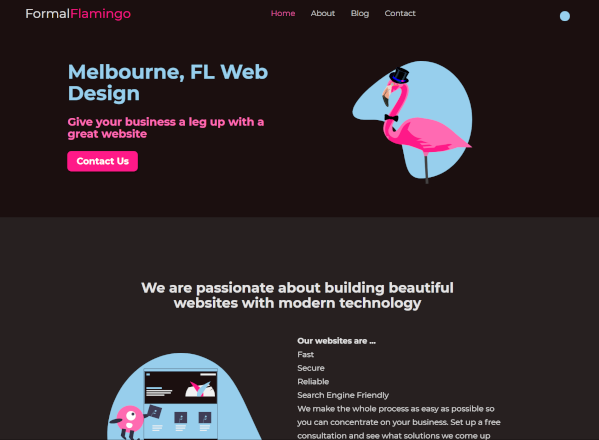 FormalFlamingo
Home About Blog Contact
Melbourne, FL Web
Design
Give your business a leg up with a
great website
Contact Us
We are passionate about building beautiful
websites with modern technology
Our websites are ...
Fast
Secure
Reliable
Search Engine Friendly
We make the whole process as easy as possible so
you can concentrate on your business. Set up a free
consultation and see what solutions we come up